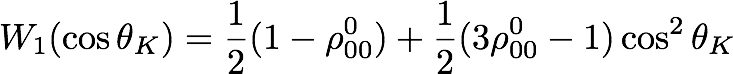 $W_1(\cos\theta_K) = \frac{1}{2}(1 - \rho^0_{00}) + \frac{1}{2}(3\rho^0_{00} - 1)\cos^2\theta_K$